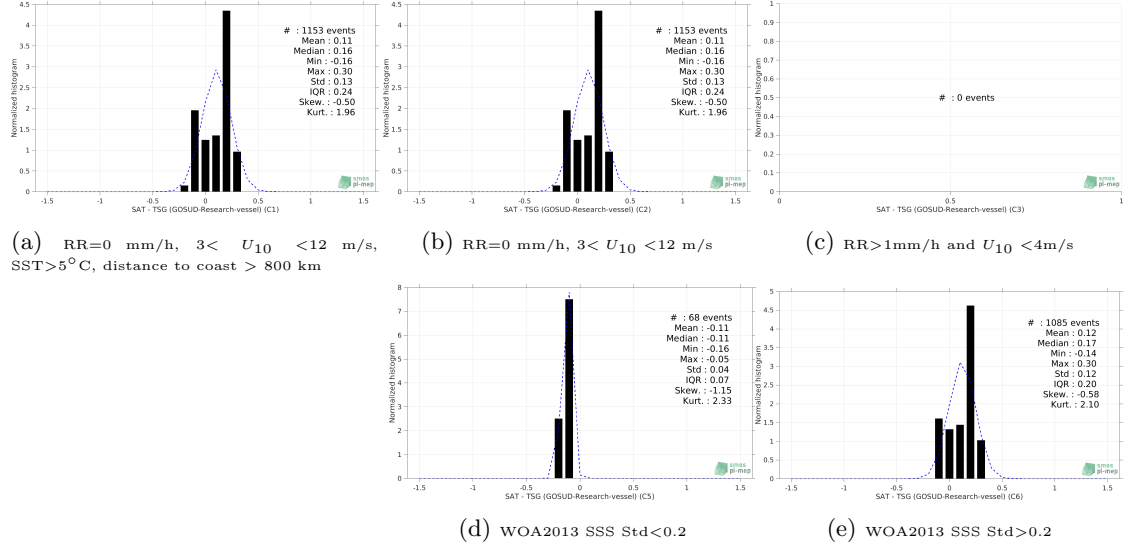 4.5
4
3.5
3
2.5
2
1.5
1
0.5
0
Normalized histogram
# : 1153 events
Mean : 0.11
Median : 0.16
Min : -0.16
Max : 0.30
Std : 0.13
IQR : 0.24
Skew. : -0.50
Kurt. : 1.96
smos
pi-mep
-1.5 -1 -0.5 0 0.5 1 1.5
SAT - TSG (GOSUD-Research-vessel) (C1)
(a) RR=0 mm/h, 3< U10 <12 m/s,
SST>5°C, distance to coast > 800 km
4.5
4
3.5
3
2.5
2
1.5
1
0.5
0
Normalized histogram
# : 1153 events
Mean : 0.11
Median : 0.16
Min : -0.16
Max : 0.30
Std : 0.13
IQR : 0.24
Skew. : -0.50
Kurt. : 1.96
smos
pi-mep
-1.5 -1 -0.5 0 0.5 1 1.5
SAT - TSG (GOSUD-Research-vessel) (C2)
(b) RR=0 mm/h, 3< U10 <12 m/s
1
0.9
0.8
0.7
0.6
0.5
0.4
0.3
0.2
0.1
0
Normalized histogram
# : 0 events
smos
pi-mep
0 0.5 1
SAT - TSG (GOSUD-Research-vessel) (C3)
(c) RR>1mm/h and U10 <4m/s
8
7
6
5
4
3
2
1
0
Normalized histogram
# : 68 events
Mean : -0.11
Median : -0.11
Min : -0.16
Max : -0.05
Std : 0.04
IQR : 0.07
Skew. : -1.15
Kurt. : 2.33
smos
pi-mep
-1.5 -1 -0.5 0 0.5 1 1.5
SAT - TSG (GOSUD-Research-vessel) (C5)
(d) WOA2013 SSS Std<0.2
5
4.5
4
3.5
3
2.5
2
1.5
1
0.5
0
Normalized histogram
# : 1085 events
Mean : 0.12
Median : 0.17
Min : -0.14
Max : 0.30
Std : 0.12
IQR : 0.20
Skew. : -0.58
Kurt. : 2.10
smos
pi-mep
-1.5 -1 -0.5 0 0.5 1 1.5
SAT - TSG (GOSUD-Research-vessel) (C6)
(e) WOA2013 SSS Std>0.2